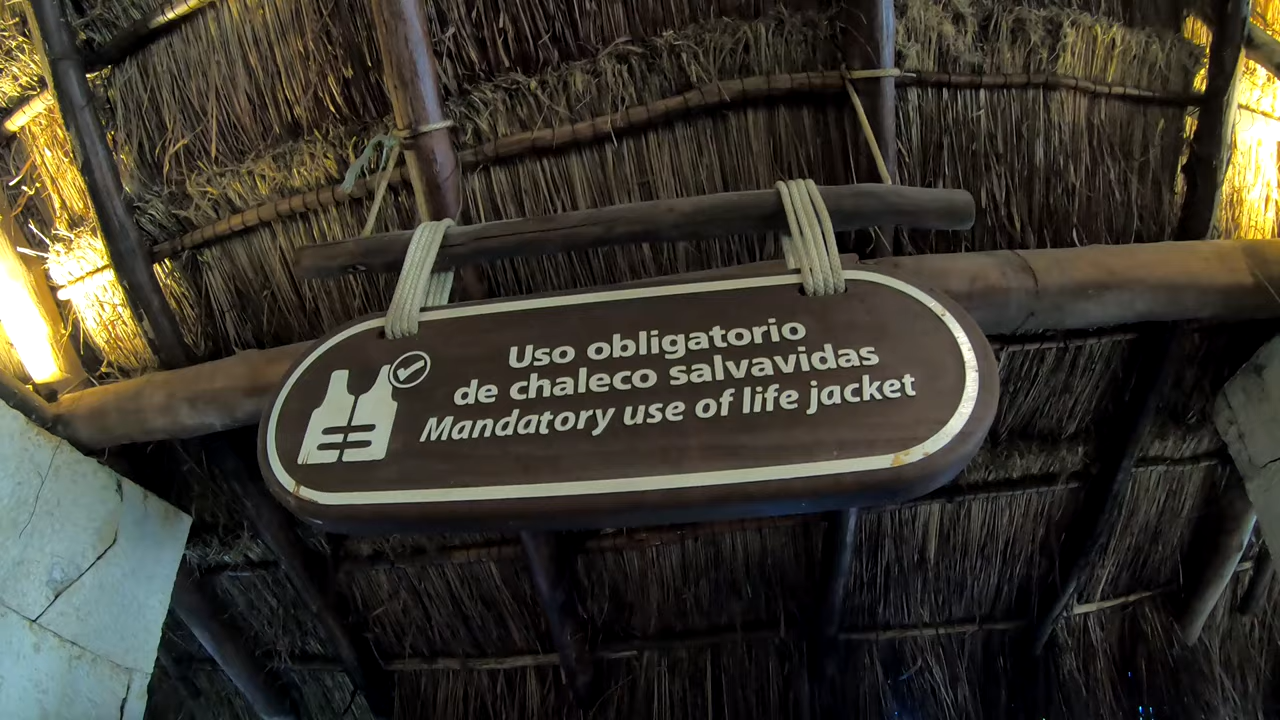 Uso obligatorio
de chaleco salvavidas
Mandatory use of life jacket